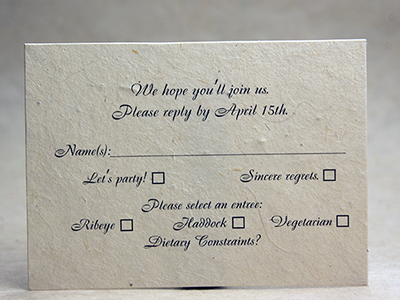 We hope you'll join us.
Please reply by April 15th.
Name(s):
Let's party! Sincere regrets.
Please select an entree:
Ribeye Haddock Vegetarian
Dietary Constraints?